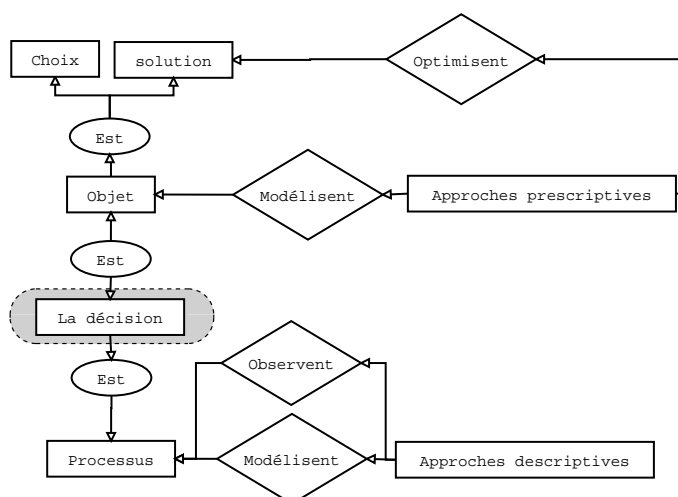 Choix
solution
Optimisent
Est
Objet
Modélisent
Approches prescriptives
Est
La décision
Observent
Est
Processus
Modélisent
Approches descriptives